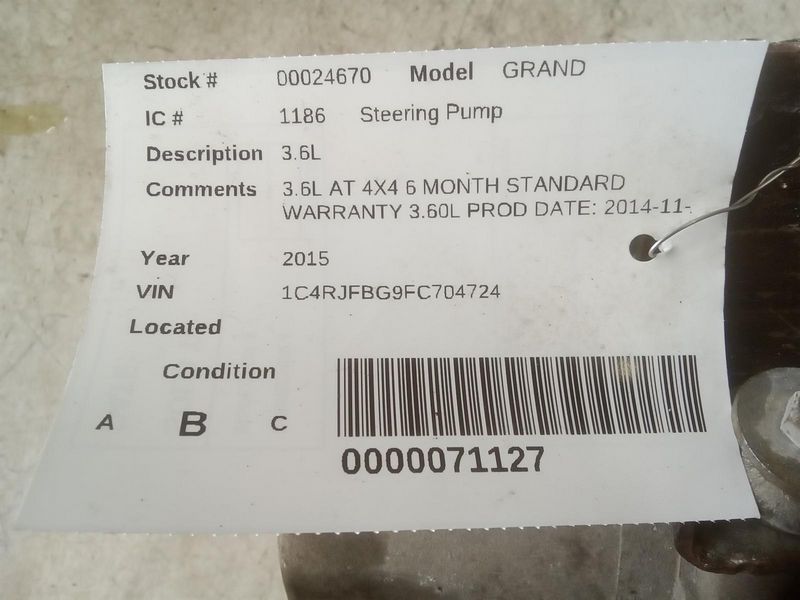 Stock # 00024670 Model GRAND
IC # 1186 Steering Pump
Description 3.6L
Comments 3.6L AT 4X4 6 MONTH STANDARD
WARRANTY 3.60L PROD DATE: 2014-11-
Year 2015
VIN 1C4RJFBG9FC704724
Located
Condition
A B C
0000071127